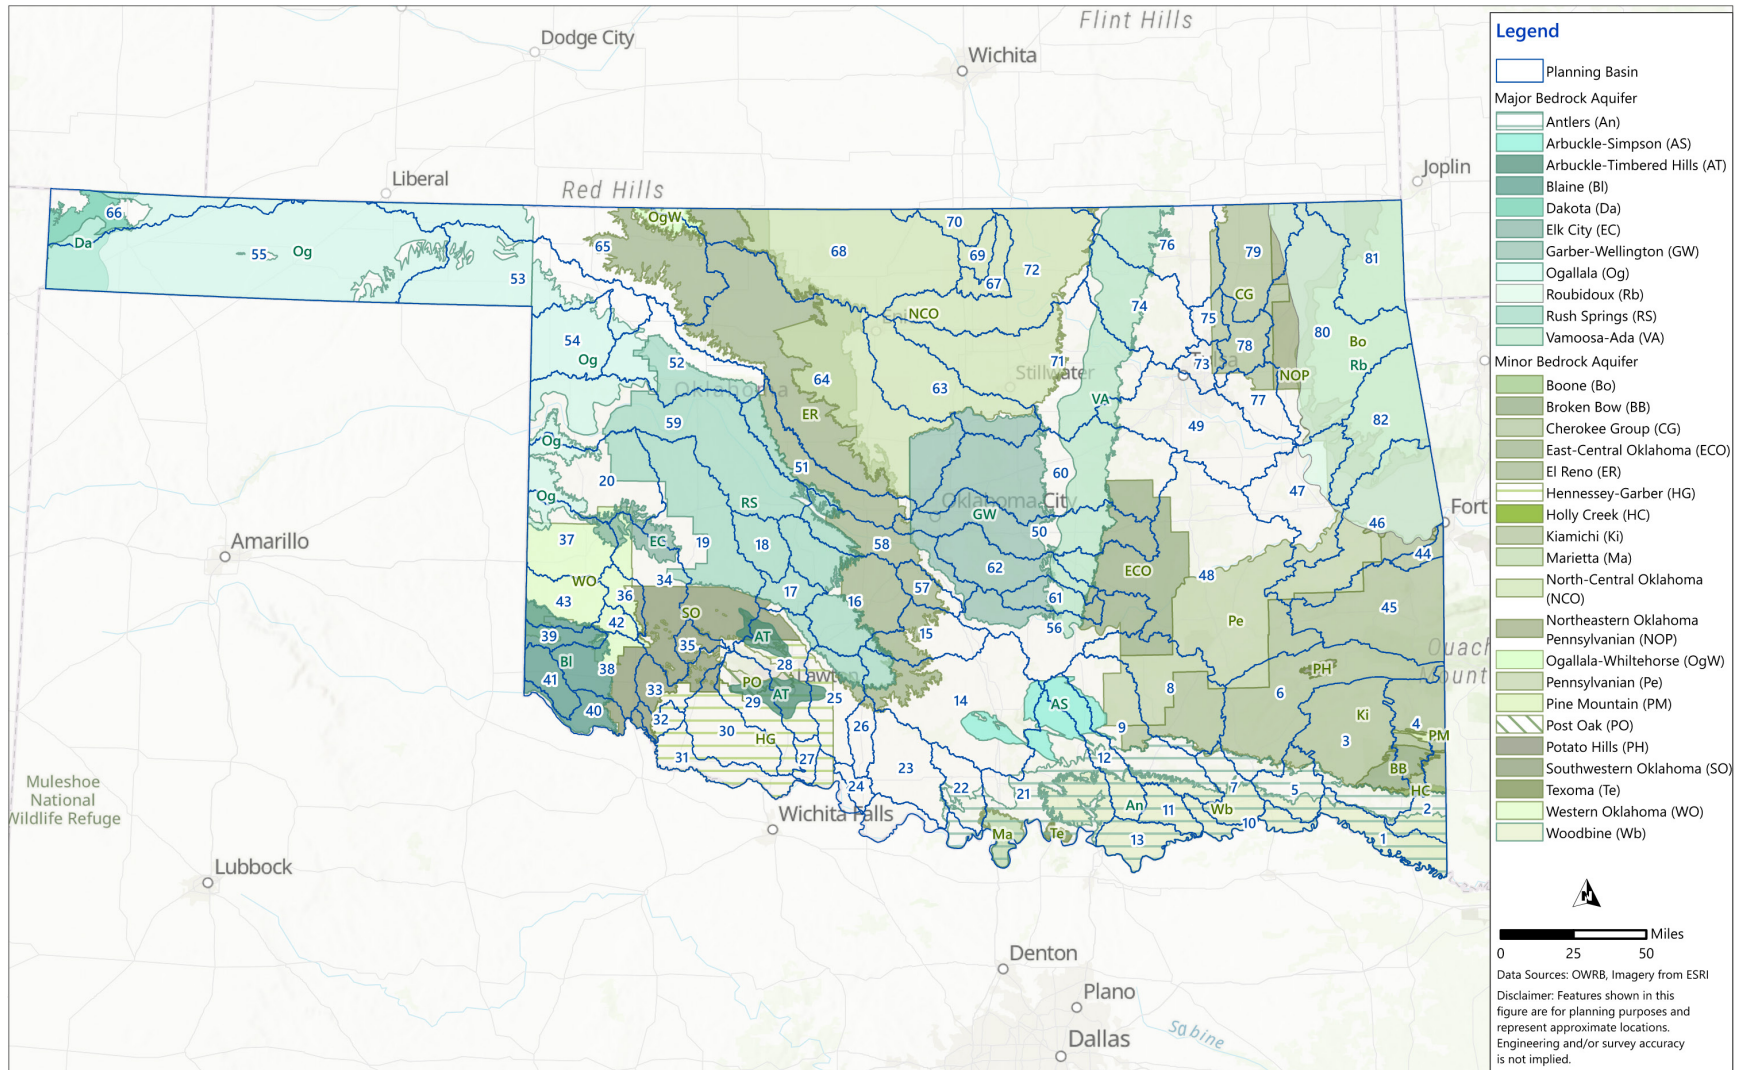 Flint Hills
Dodge City
Wichita
Joplin
Liberal
Red Hills
66
Da
55
Og
53
65
OgW
68
70
69
67
72
76
79
81
74
75
CG
78
80
Bo
Rb
NCO
54
Og
52
Oklahoma
64
63
71
Stillwater
73
NOP
77
VA
ER
59
49
82
Og
20
51
60
47
Og
RS
Oklahoma City
GW
50
46
Fort
37
EC
19
18
58
62
ECO
48
44
Amarillo
WO
34
17
57
61
45
43
36
SO
16
56
Pe
42
39
35
AT
15
Ouach
Mount
Bl
38
28
PH
41
33
PO
Lawton
AT
25
14
AS
8
6
40
32
29
26
9
Ki
4
PM
30
HG
3
31
27
12
BB
23
24
22
21
7
5
HC
An
11
Wb
10
2
Ma
Te
13
1
Muleshoe
National
Wildlife Refuge
Wichita Falls
Lubbock
Denton
Plano
Sabine
Dallas
Legend
Planning Basin
Major Bedrock Aquifer
Antlers (An)
Arbuckle-Simpson (AS)
Arbuckle-Timbered Hills (AT)
Blaine (Bl)
Dakota (Da)
Elk City (EC)
Garber-Wellington (GW)
Ogallala (Og)
Roubidoux (Rb)
Rush Springs (RS)
Vamoosa-Ada (VA)
Minor Bedrock Aquifer
Boone (Bo)
Broken Bow (BB)
Cherokee Group (CG)
East-Central Oklahoma (ECO)
El Reno (ER)
Hennessey-Garber (HG)
Holly Creek (HC)
Kiamichi (Ki)
Marietta (Ma)
North-Central Oklahoma
(NCO)
Northeastern Oklahoma
Pennsylvanian (NOP)
Ogallala-Whiltehorse (OgW)
Pennsylvanian (Pe)
Pine Mountain (PM)
Post Oak (PO)
Potato Hills (PH)
Southwestern Oklahoma (SO)
Texoma (Te)
Western Oklahoma (WO)
Woodbine (Wb)
N
Miles
0 25 50
Data Sources: OWRB, Imagery from ESRI
Disclaimer: Features shown in this
figure are for planning purposes and
represent approximate locations.
Engineering and/or survey accuracy
is not implied.